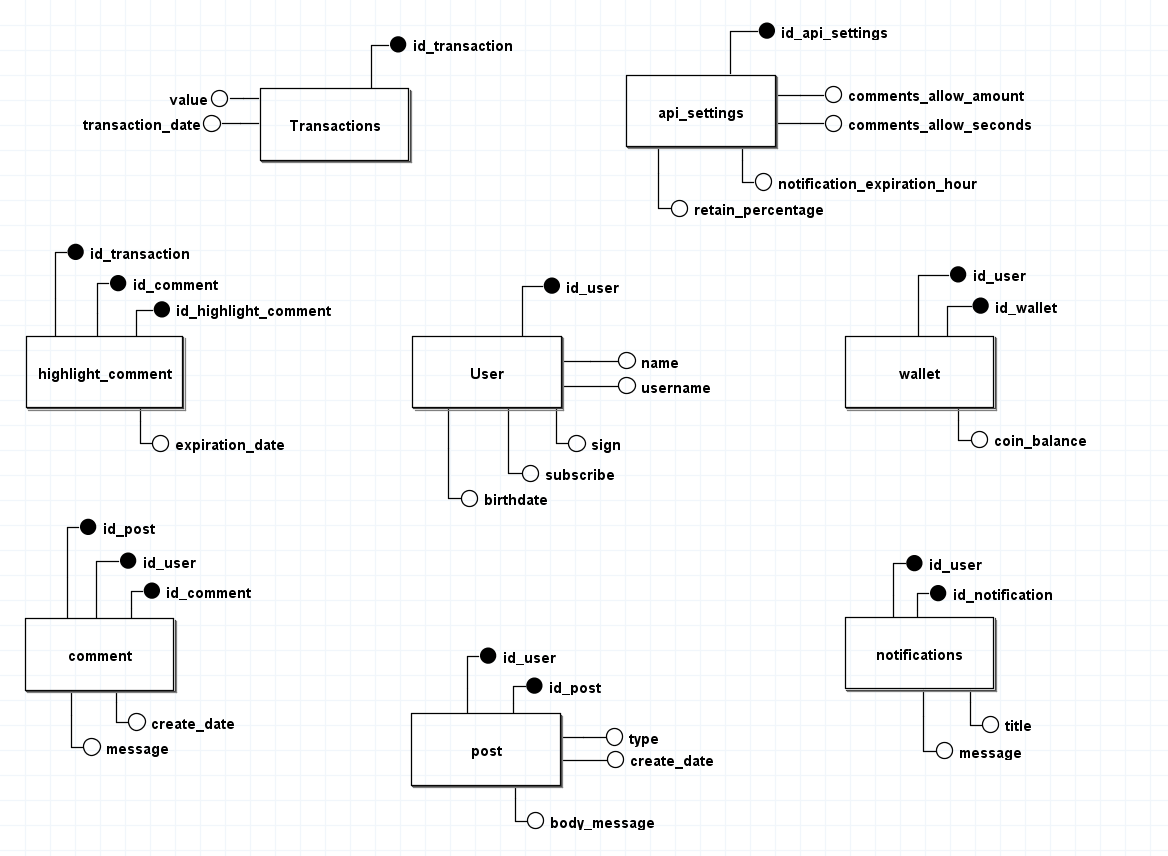 id_transaction
value
transaction_date
Transactions
id_api_settings
api_settings
comments_allow_amount
comments_allow_seconds
notification_expiration_hour
retain_percentage
id_transaction
id_comment
id_highlight_comment
highlight_comment
expiration_date
id_user
User
name
username
sign
subscribe
birthdate
id_user
id_wallet
wallet
coin_balance
id_post
id_user
id_comment
comment
create_date
message
id_user
id_post
post
type
create_date
body_message
id_user
id_notification
notifications
title
message